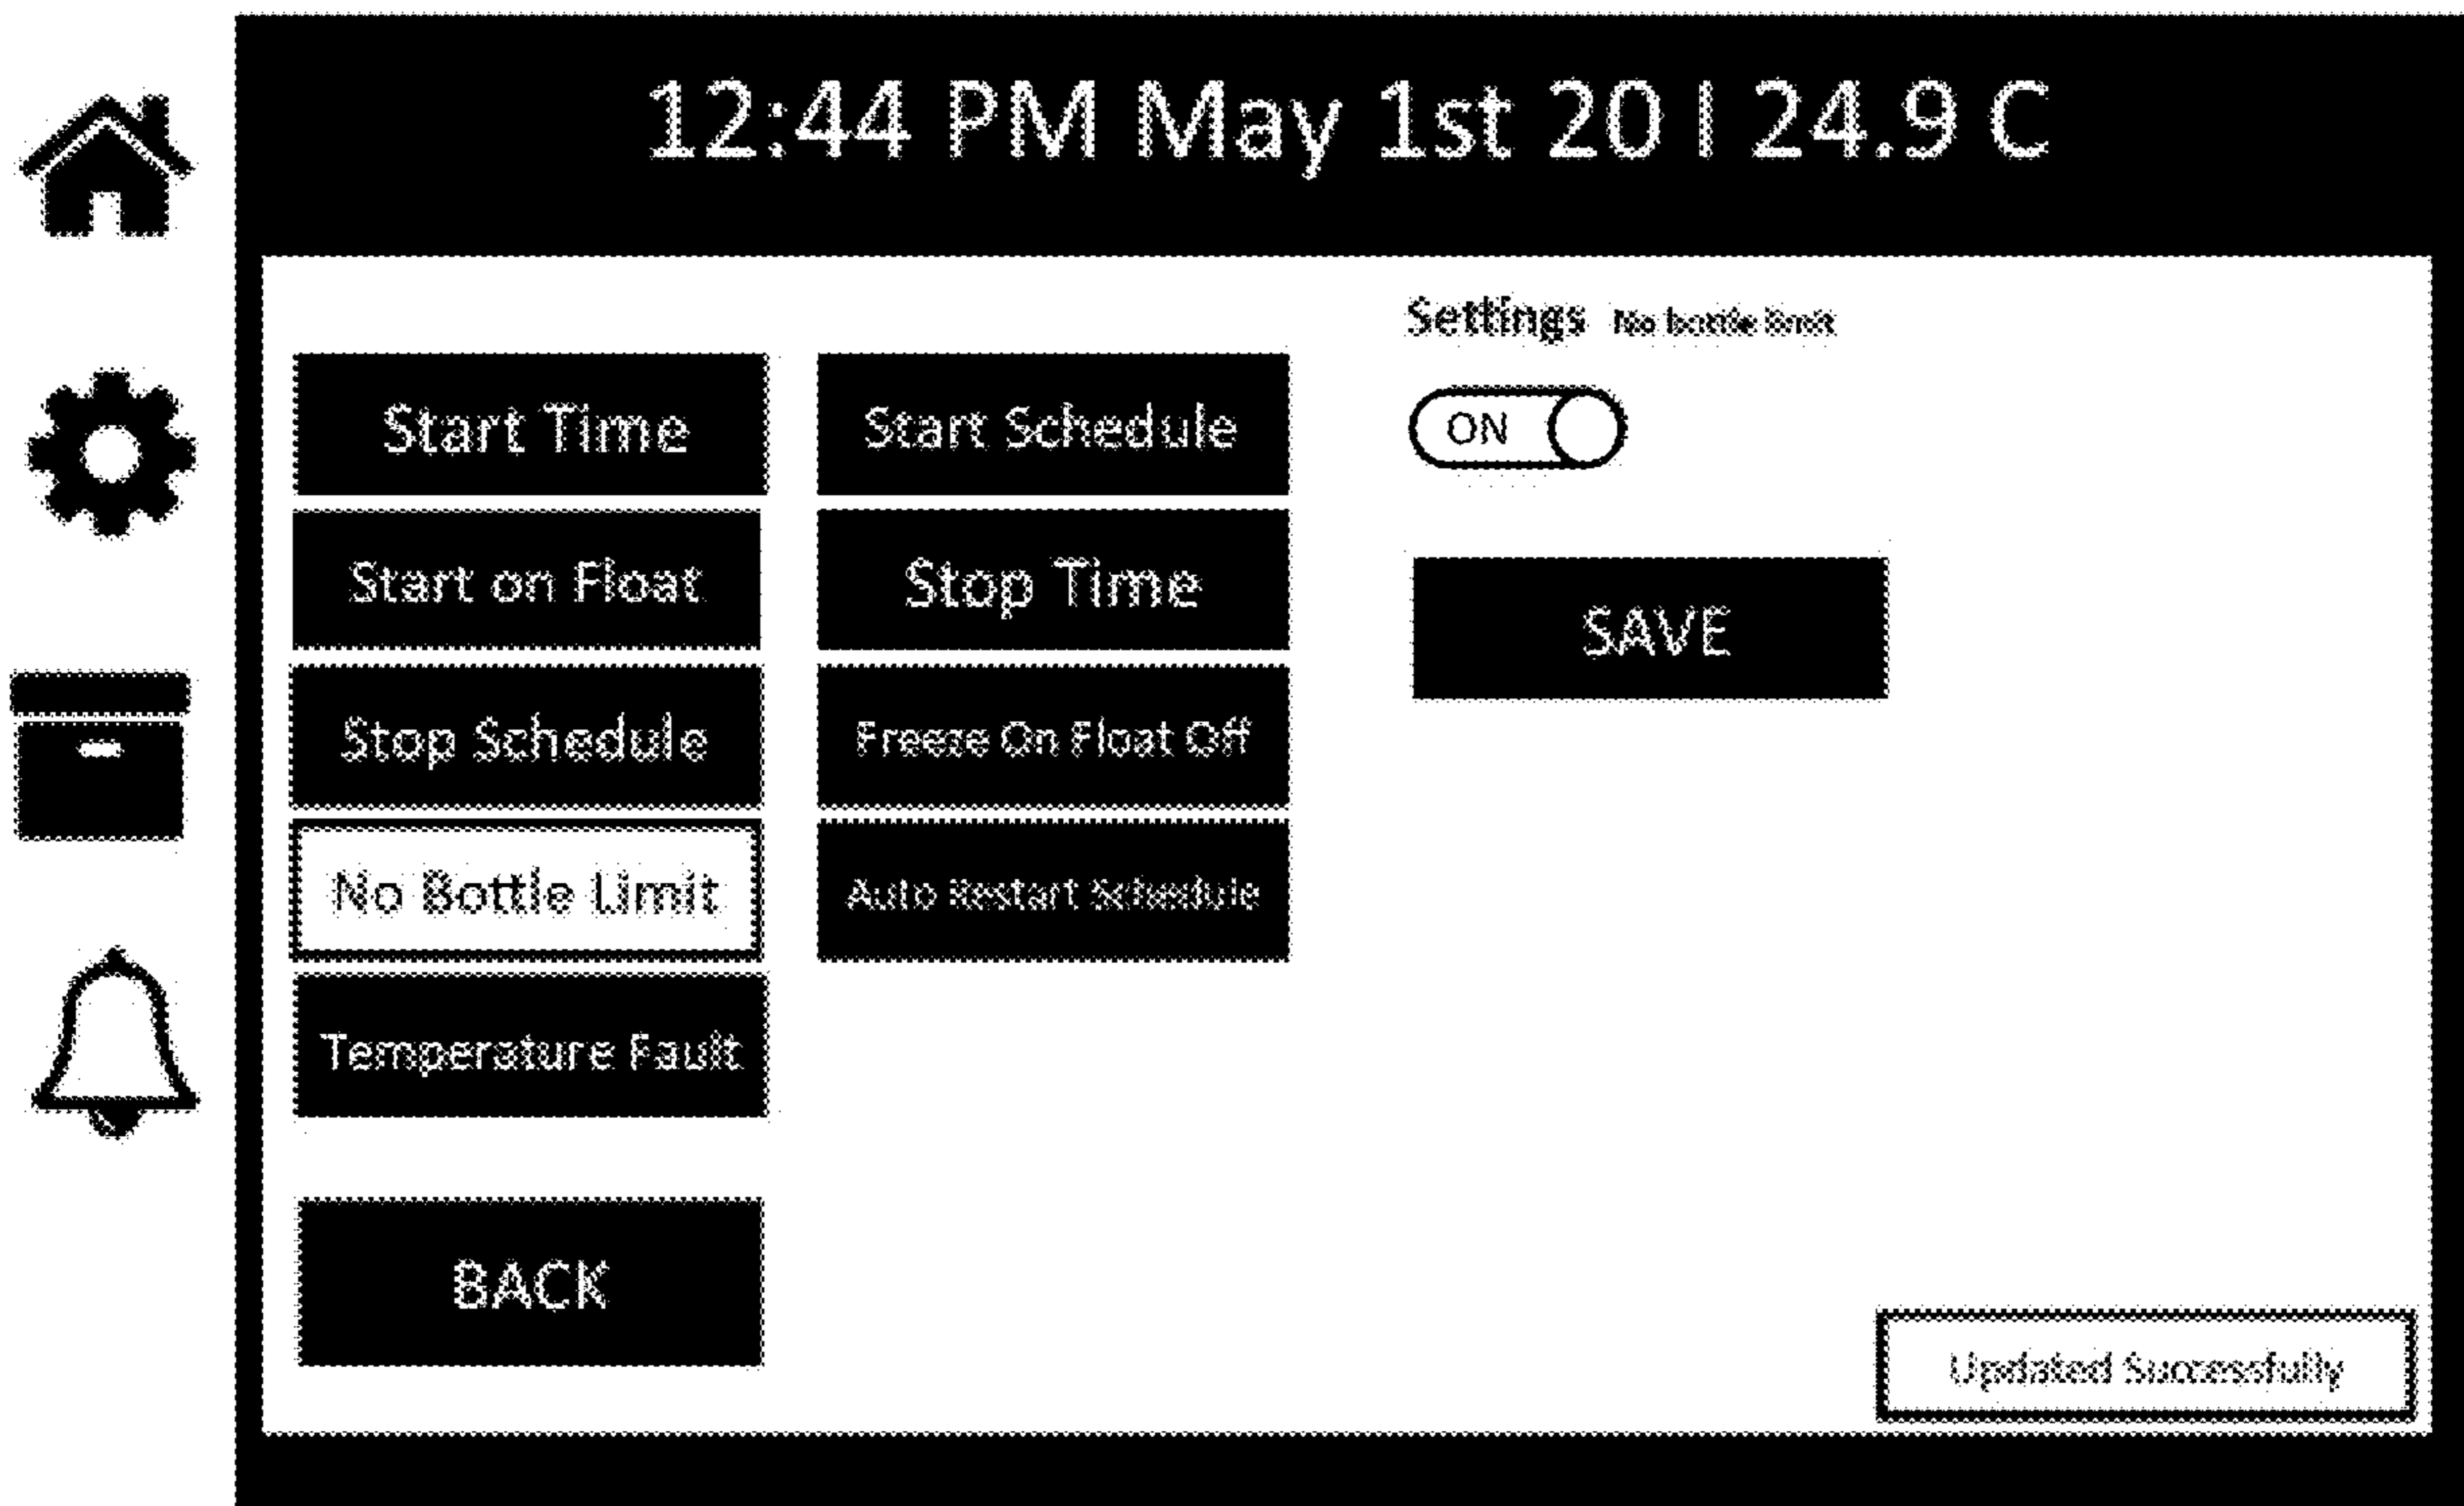 12:44 PM May 1st 20 | 24.9 C
Settings No bottle limit
Start Time
Start Schedule
ON
Start on Float
Stop Time
SAVE
Stop Schedule
Freeze On Float Off
No Bottle Limit
Auto Restart Schedule
Temperature Fault
BACK
Updated Successfully